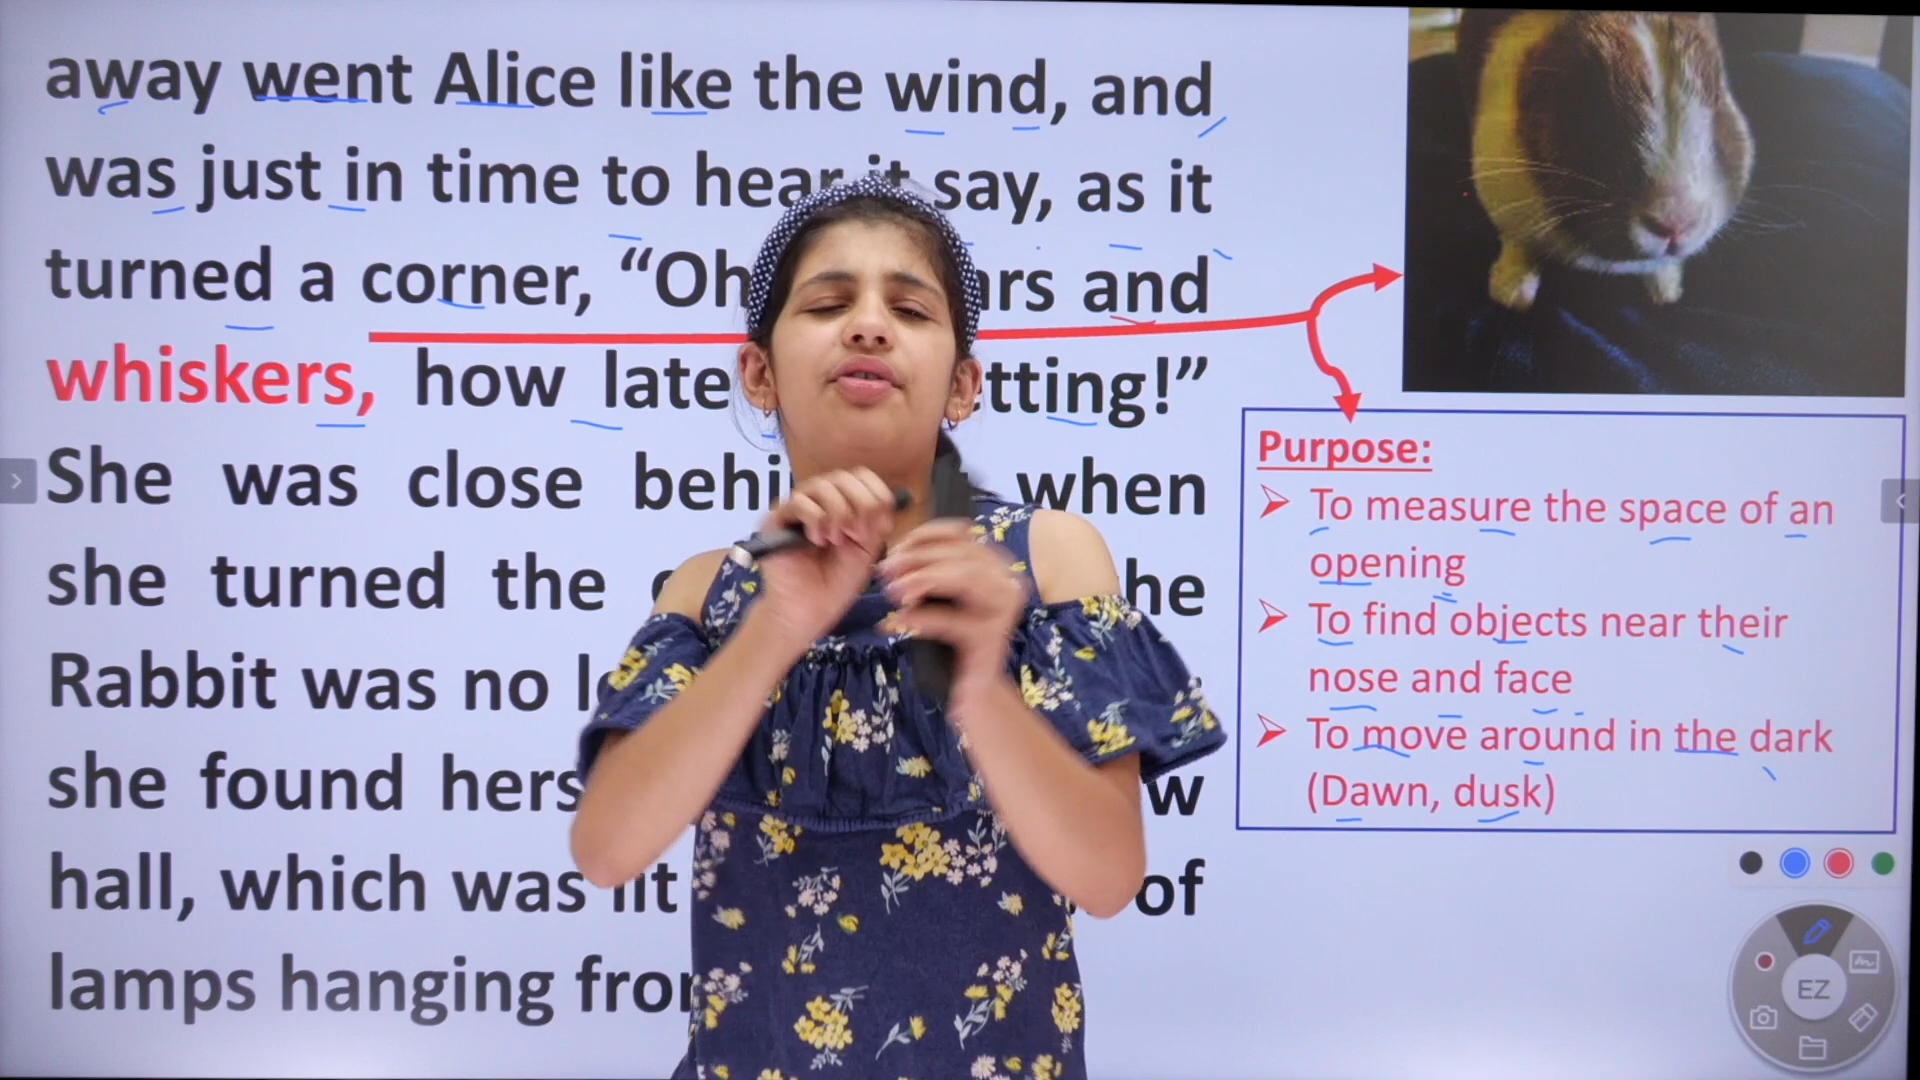 away went Alice like the wind, and
was just in time to hear it say, as it
turned a corner, “Oh and
whiskers, how late
She was close when
she turned the
Rabbit was no
she found
hall, which was lit of
lamps hanging
Purpose:
➢ To measure the space of an
opening
➢ To find objects near their
nose and face
➢ To move around in the dark
(Dawn, dusk)
EZ